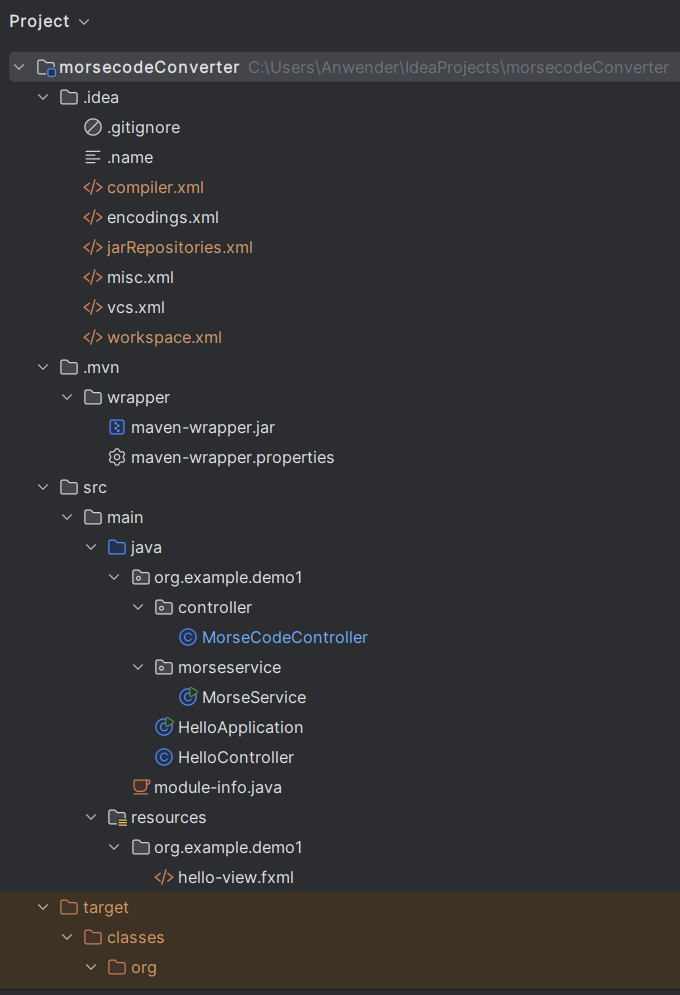 Project
morsecodeConverter C:\Users\Anwender\IdeaProjects\morsecodeConverter
.idea
.gitignore
.name
compiler.xml
encodings.xml
jarRepositories.xml
misc.xml
vcs.xml
workspace.xml
.mvn
wrapper
maven-wrapper.jar
maven-wrapper.properties
src
main
java
org.example.demo1
controller
MorseCodeController
morseservice
MorseService
HelloApplication
HelloController
module-info.java
resources
org.example.demo1
hello-view.fxml
target
classes
org